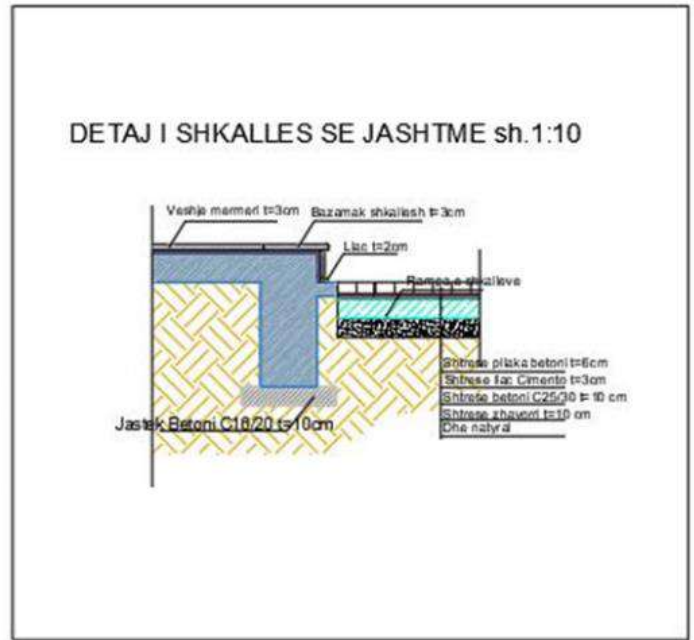 DETAJ I SHKALLES SE JASHTME sh.1:10
Veshje mermeri t=3cm
Bazamak shkallesh t=3cm
Llac t=2cm
Rampa e shkalleve
Shtrese pllaka betoni t=6cm
Shtrese llac Cimento t=3cm
Shtrese betoni C25/30 t=10 cm
Shtrese zhavorri t=10 cm
Dhe natyral
Jastek Betoni C16/20 t=10cm